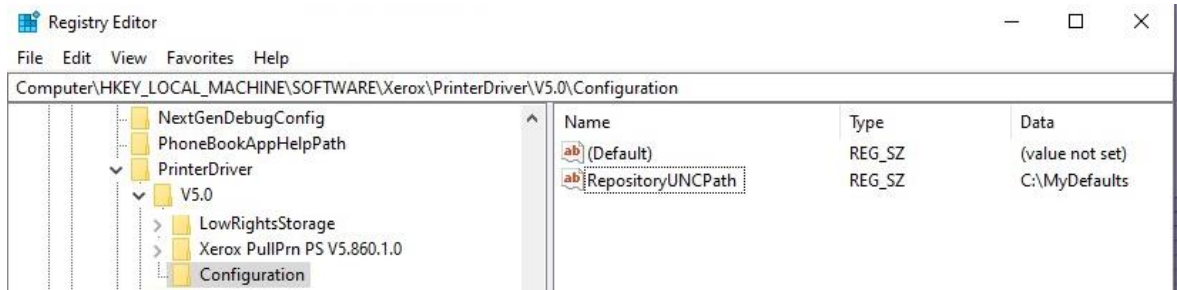 Registry Editor
File Edit View Favorites Help
Computer\HKEY_LOCAL_MACHINE\SOFTWARE\Xerox\PrinterDriver\V5.0\Configuration
NextGenDebugConfig
PhoneBookAppHelpPath
PrinterDriver
V5.0
LowRightsStorage
Xerox PullPrn PS V5.860.1.0
Configuration
Name Type Data
ab (Default) REG_SZ (value not set)
ab RepositoryUNCPath REG_SZ C:\MyDefaults